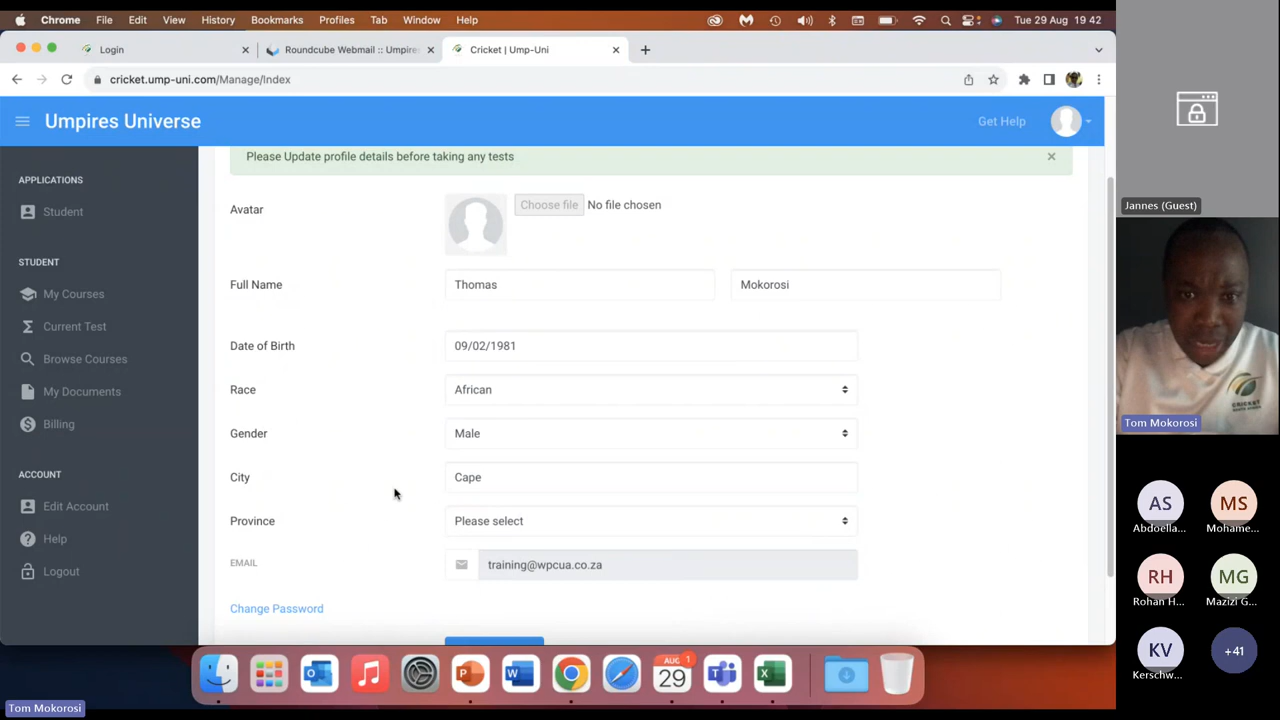 Chrome File Edit View History Bookmarks Profiles Tab Window Help Tue 29 Aug 19 42
Login Roundcube Webmail :: Umpire Cricket | Ump-Uni
cricket.ump-uni.com/Manage/Index
Umpires Universe Get Help
Please Update profile details before taking any tests
APPLICATIONS
Student
STUDENT
My Courses
Current Test
Browse Courses
My Documents
Billing
ACCOUNT
Edit Account
Help
Logout
Avatar Choose file No file chosen
Full Name Thomas Mokorosi
Date of Birth 09/02/1981
Race African
Gender Male
City Cape
Province Please select
EMAIL training@wpcua.co.za
Change Password
AUG 1
29
Tom Mokorosi
Jannes (Guest)
CRICKET
Tom Mokorosi
AS MS
Abdoella... Mohame...
RH MG
Rohan H... Mazizi G...
KV +41
Kerschw...